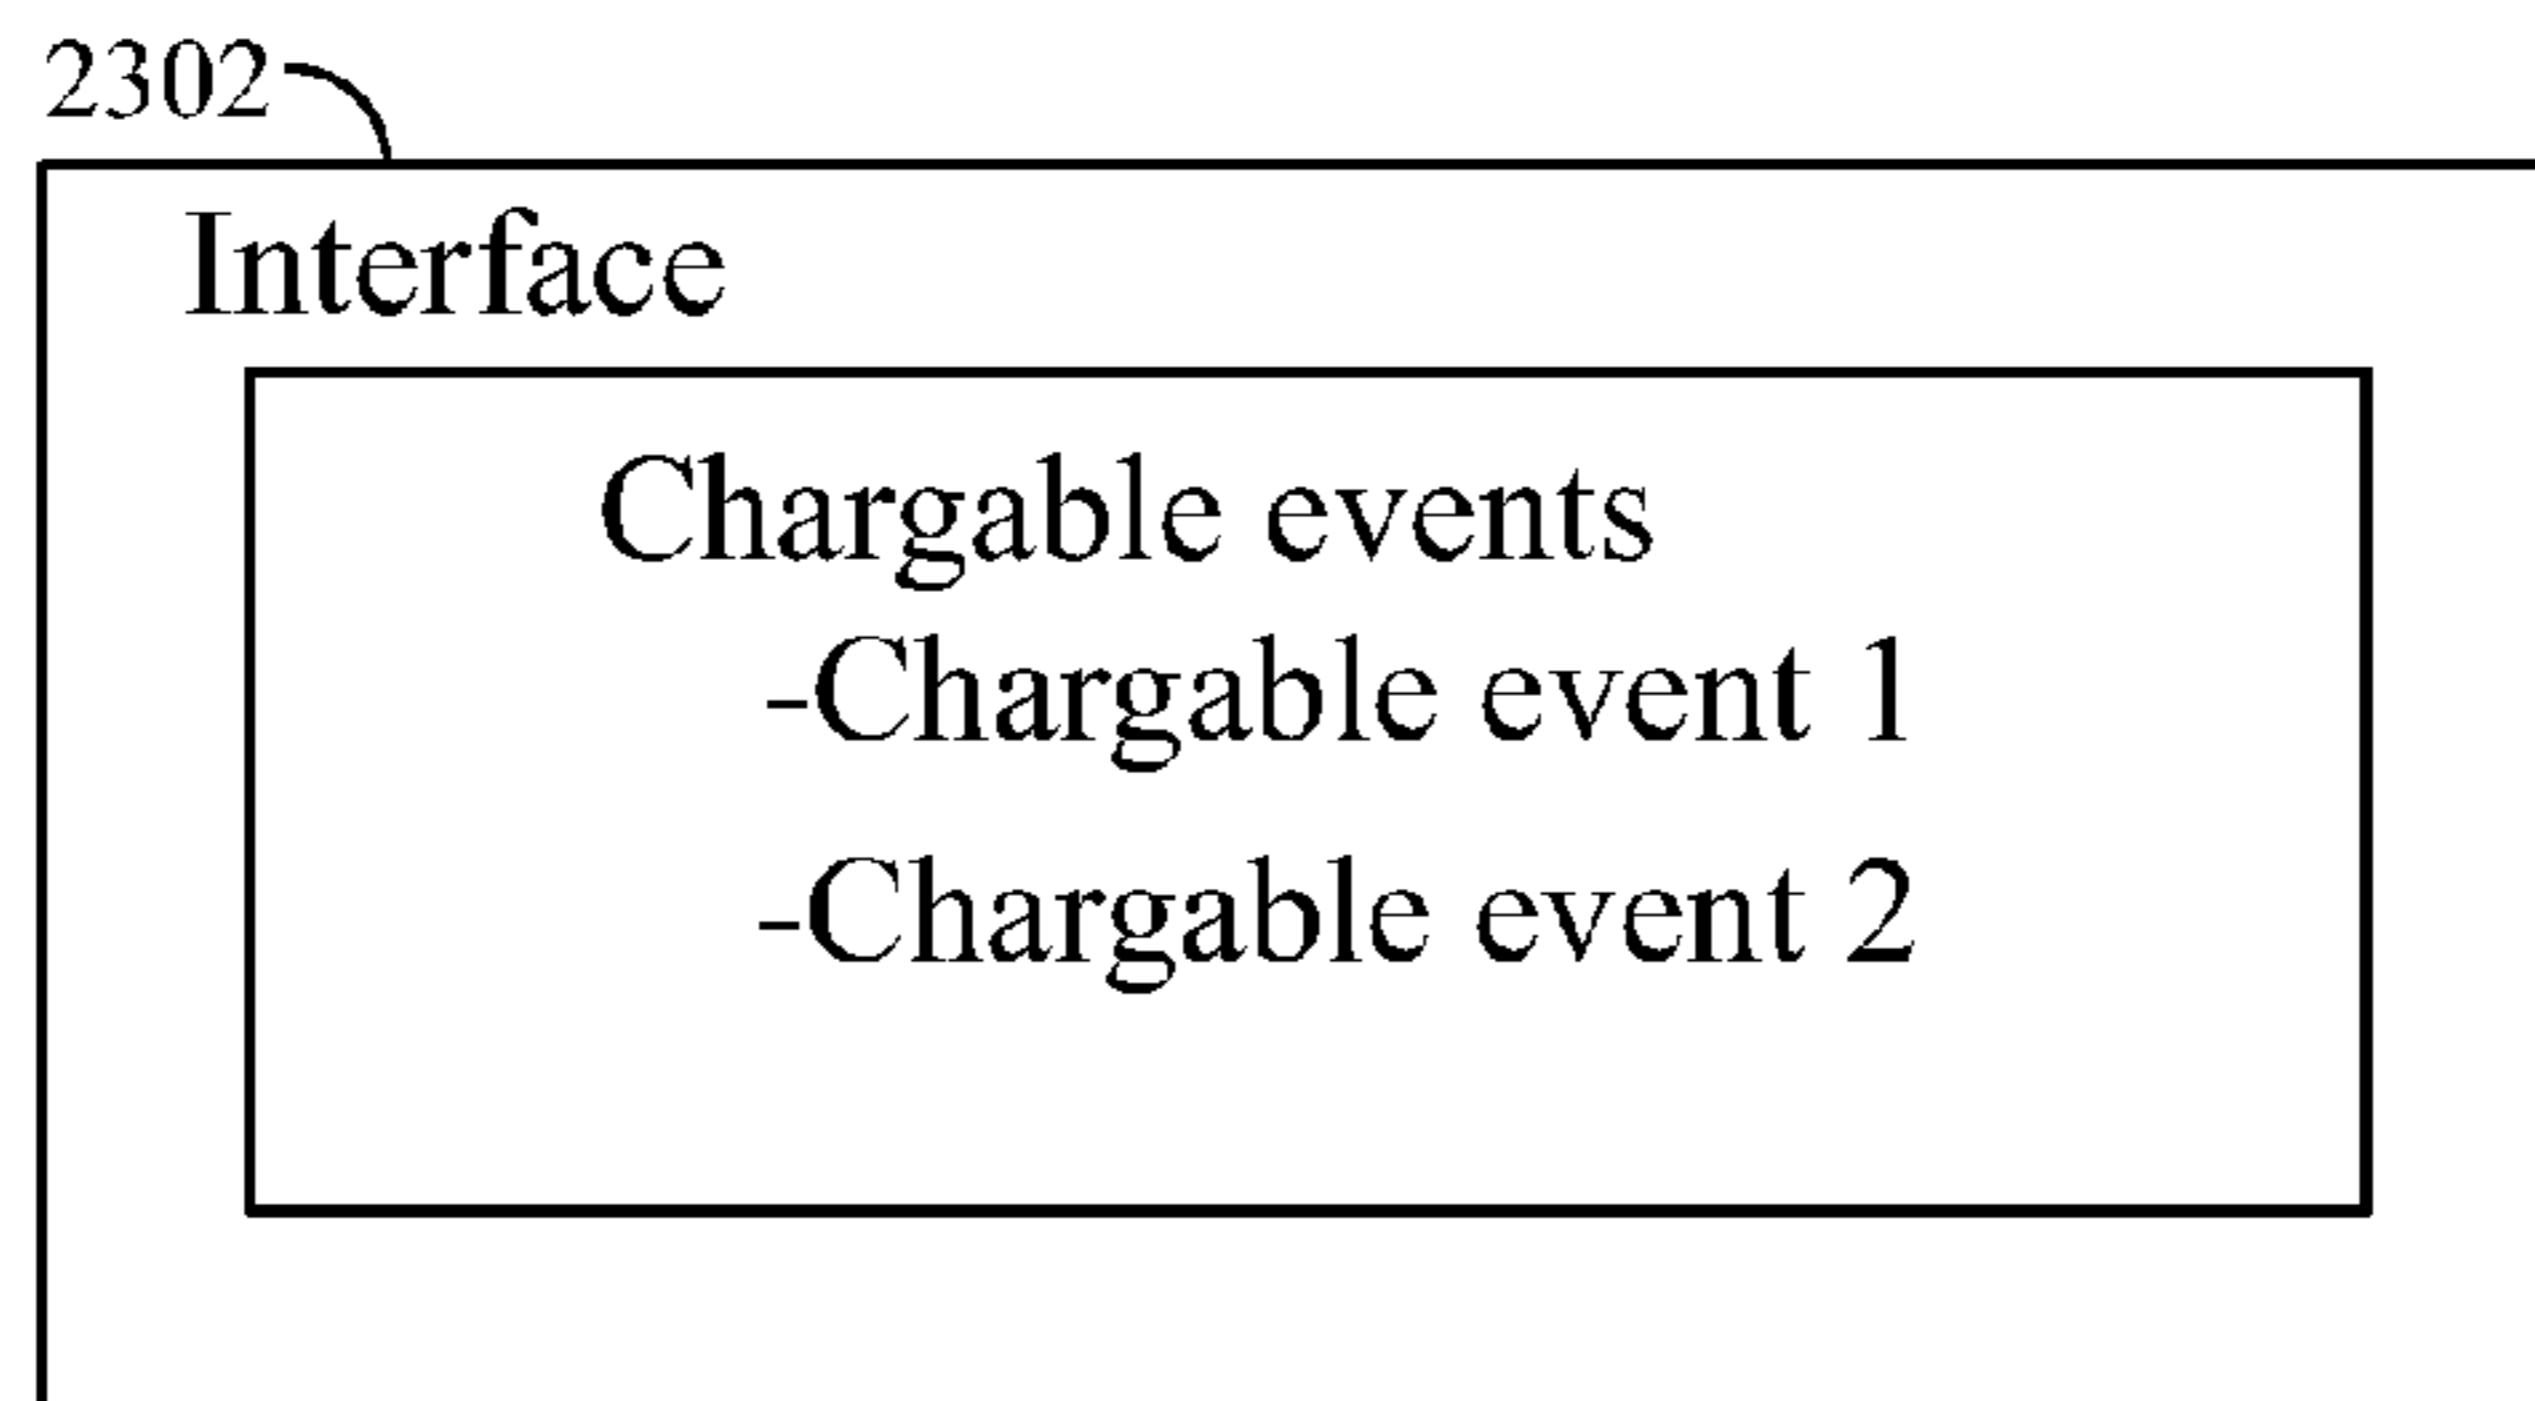 2302
Interface
Chargable events
-Chargable event 1
-Chargable event 2